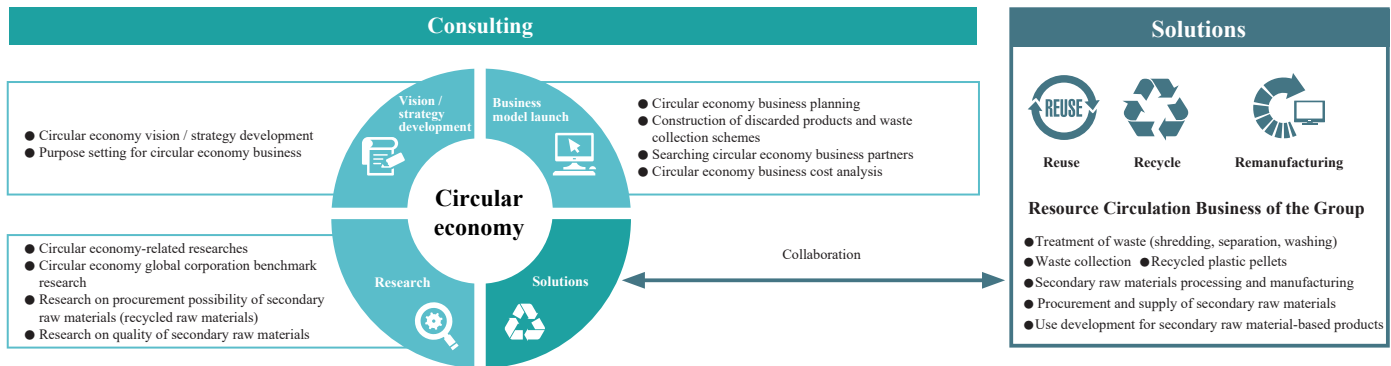 Consulting
Vision /
strategy
development
● Circular economy vision / strategy development
● Purpose setting for circular economy business
Business
model launch
● Circular economy business planning
● Construction of discarded products and waste
collection schemes
● Searching circular economy business partners
● Circular economy business cost analysis
Circular
economy
Research
● Circular economy-related researches
● Circular economy global corporation benchmark
research
● Research on procurement possibility of secondary
raw materials (recycled raw materials)
● Research on quality of secondary raw materials
Solutions
Collaboration
Solutions
REUSE
Reuse
Recycle
Remanufacturing
Resource Circulation Business of the Group
●Treatment of waste (shredding, separation, washing)
●Waste collection ●Recycled plastic pellets
●Secondary raw materials processing and manufacturing
●Procurement and supply of secondary raw materials
●Use development for secondary raw material-based products